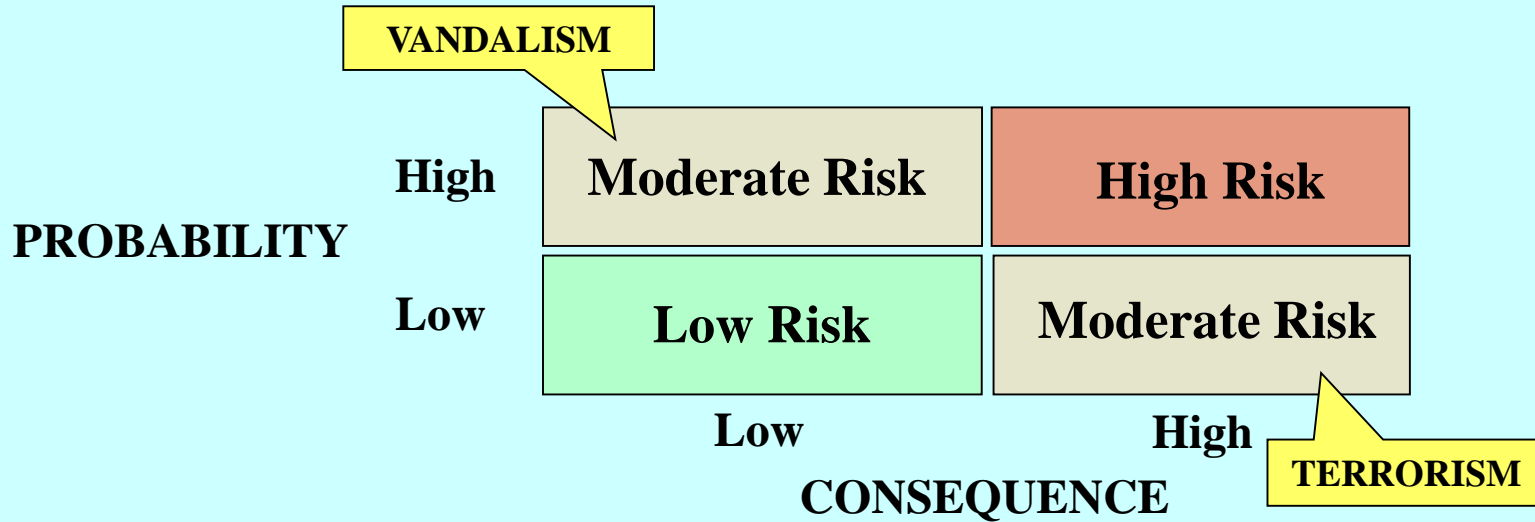 VANDALISM
High
Moderate Risk
High Risk
PROBABILITY
Low
Low Risk
Moderate Risk
Low
High
TERRORISM
CONSEQUENCE